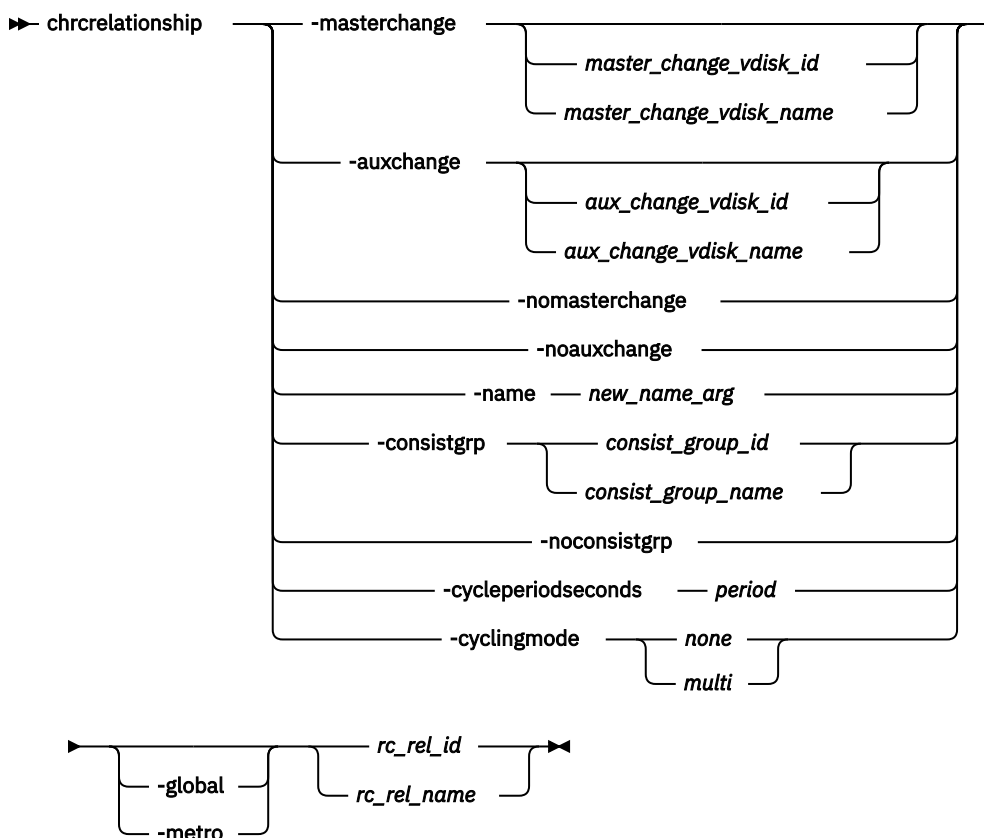 chrcrelationship -masterchange
master_change_vdisk_id
master_change_vdisk_name
-auxchange
aux_change_vdisk_id
aux_change_vdisk_name
-nomasterchange
-noauxchange
-name new_name_arg
-consistgrp consist_group_id
consist_group_name
-noconsistgrp
-cycleperiodseconds period
-cyclingmode none
multi
rc_rel_id
-global
rc_rel_name
-metro